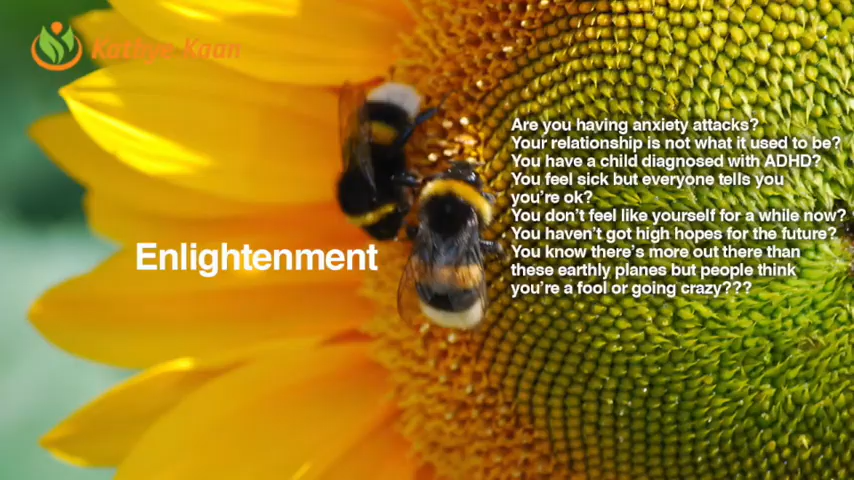 Kathye Kaan
Enlightenment
Are you having anxiety attacks?
Your relationship is not what it used to be?
You have a child diagnosed with ADHD?
You feel sick but everyone tells you
you're ok?
You don't feel like yourself for a while now?
You haven't got high hopes for the future?
You know there's more out there than
these earthly planes but people think
you're a fool or going crazy???